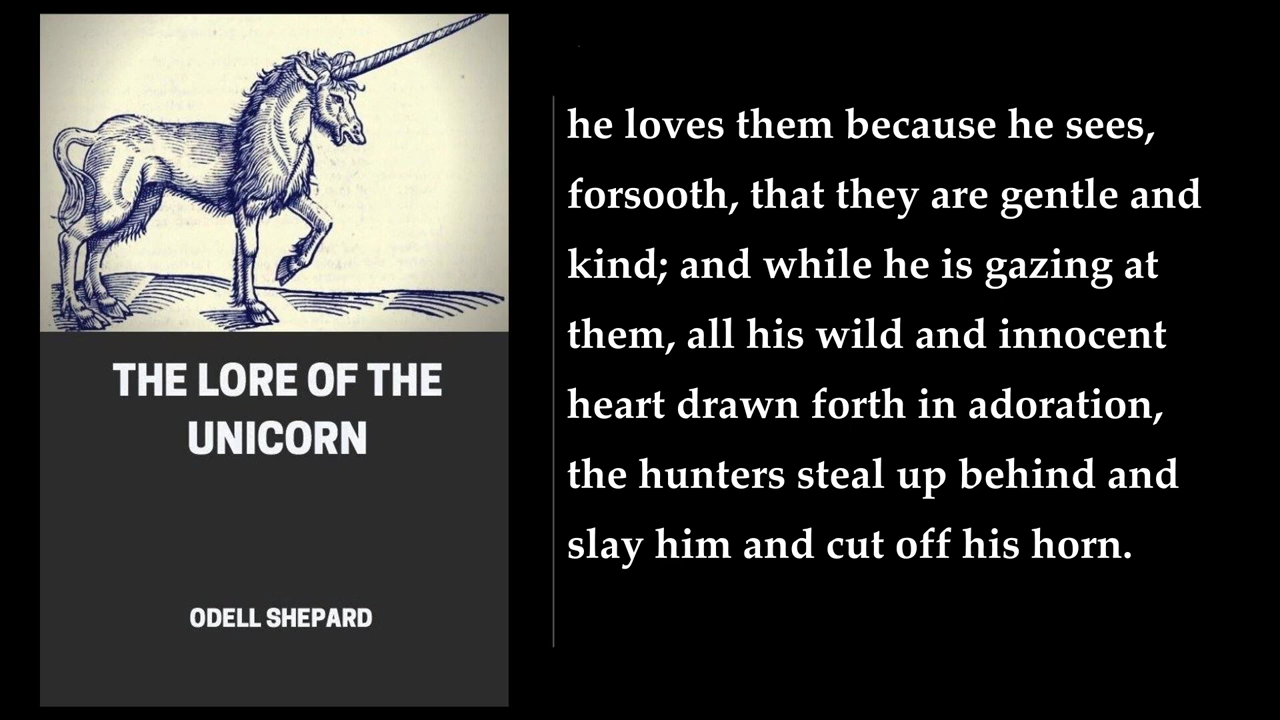 THE LORE OF THE
UNICORN
ODELL SHEPARD
he loves them because he sees,
forsooth, that they are gentle and
kind; and while he is gazing at
them, all his wild and innocent
heart drawn forth in adoration,
the hunters steal up behind and
slay him and cut off his horn.